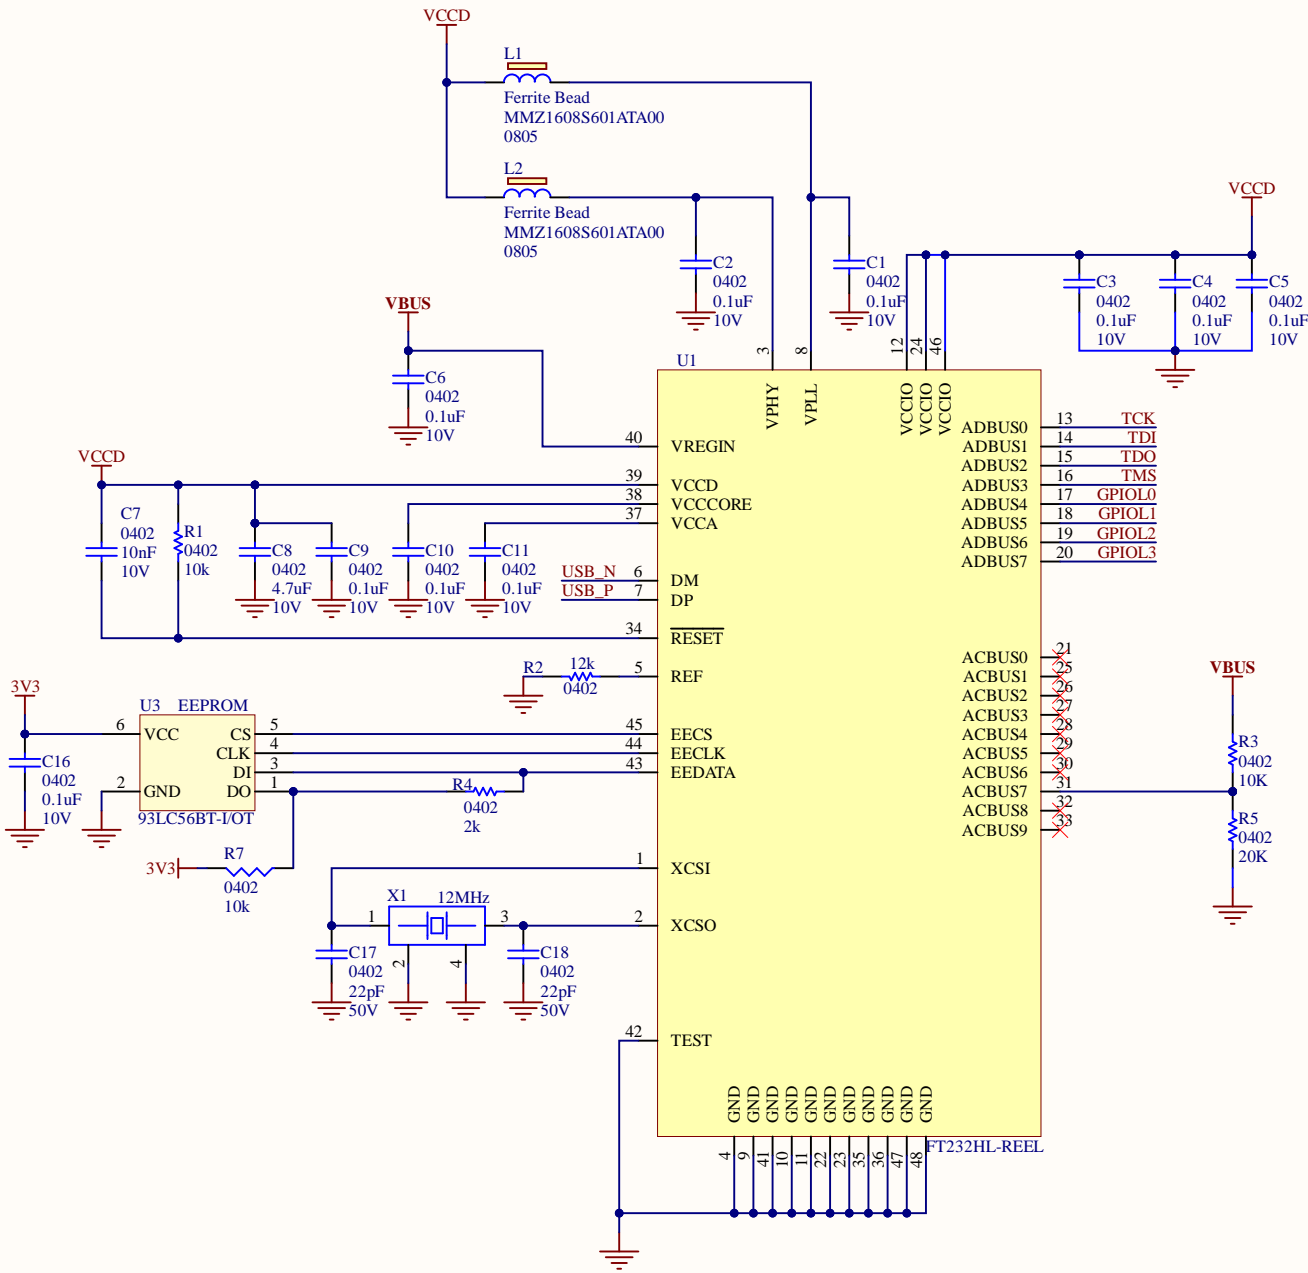 VCCD
L1
Ferrite Bead
MMZ1608S601ATA00
0805
L2
Ferrite Bead
MMZ1608S601ATA00
0805
C2
0402
0.1uF
10V
C1
0402
0.1uF
10V
VCCD
C3
0402
0.1uF
10V
C4
0402
0.1uF
10V
C5
0402
0.1uF
10V
VBUS
C6
0402
0.1uF
10V
VCCD
C7
0402
10nF
10V
R1
0402
10k
C8
0402
4.7uF
10V
C9
0402
0.1uF
10V
C10
0402
0.1uF
10V
C11
0402
0.1uF
10V
USB_N
USB_P
R2
12k
0402
3V3
C16
0402
0.1uF
10V
U3 EEPROM
6 VCC
2 GND
CS 5
CLK 4
DI 3
DO 1
93LC56BT-I/OT
R4
0402
2k
3V3
R7
0402
10k
X1 12MHz
1
3
2
4
C17
0402
22pF
50V
C18
0402
22pF
50V
U1
3 VPHY
8 VPLL
12 VCCIO
24 VCCIO
46 VCCIO
40 VREGIN
39 VCCD
38 VCCCORE
37 VCCA
6 DM
7 DP
34 RESET
5 REF
45 EECS
44 EECLK
43 EEDATA
1 XCSI
2 XCSO
42 TEST
ADBUS0 13 TCK
ADBUS1 14 TDI
ADBUS2 15 TDO
ADBUS3 16 TMS
ADBUS4 17 GPIOL0
ADBUS5 18 GPIOL1
ADBUS6 19 GPIOL2
ADBUS7 20 GPIOL3
ACBUS0 21
ACBUS1 25
ACBUS2 26
ACBUS3 27
ACBUS4 28
ACBUS5 29
ACBUS6 30
ACBUS7 31
ACBUS8 32
ACBUS9 33
VBUS
R3
0402
10K
R5
0402
20K
GND 4
GND 9
GND 41
GND 10
GND 11
GND 22
GND 23
GND 35
GND 36
GND 47
GND 48
FT232HL-REEL